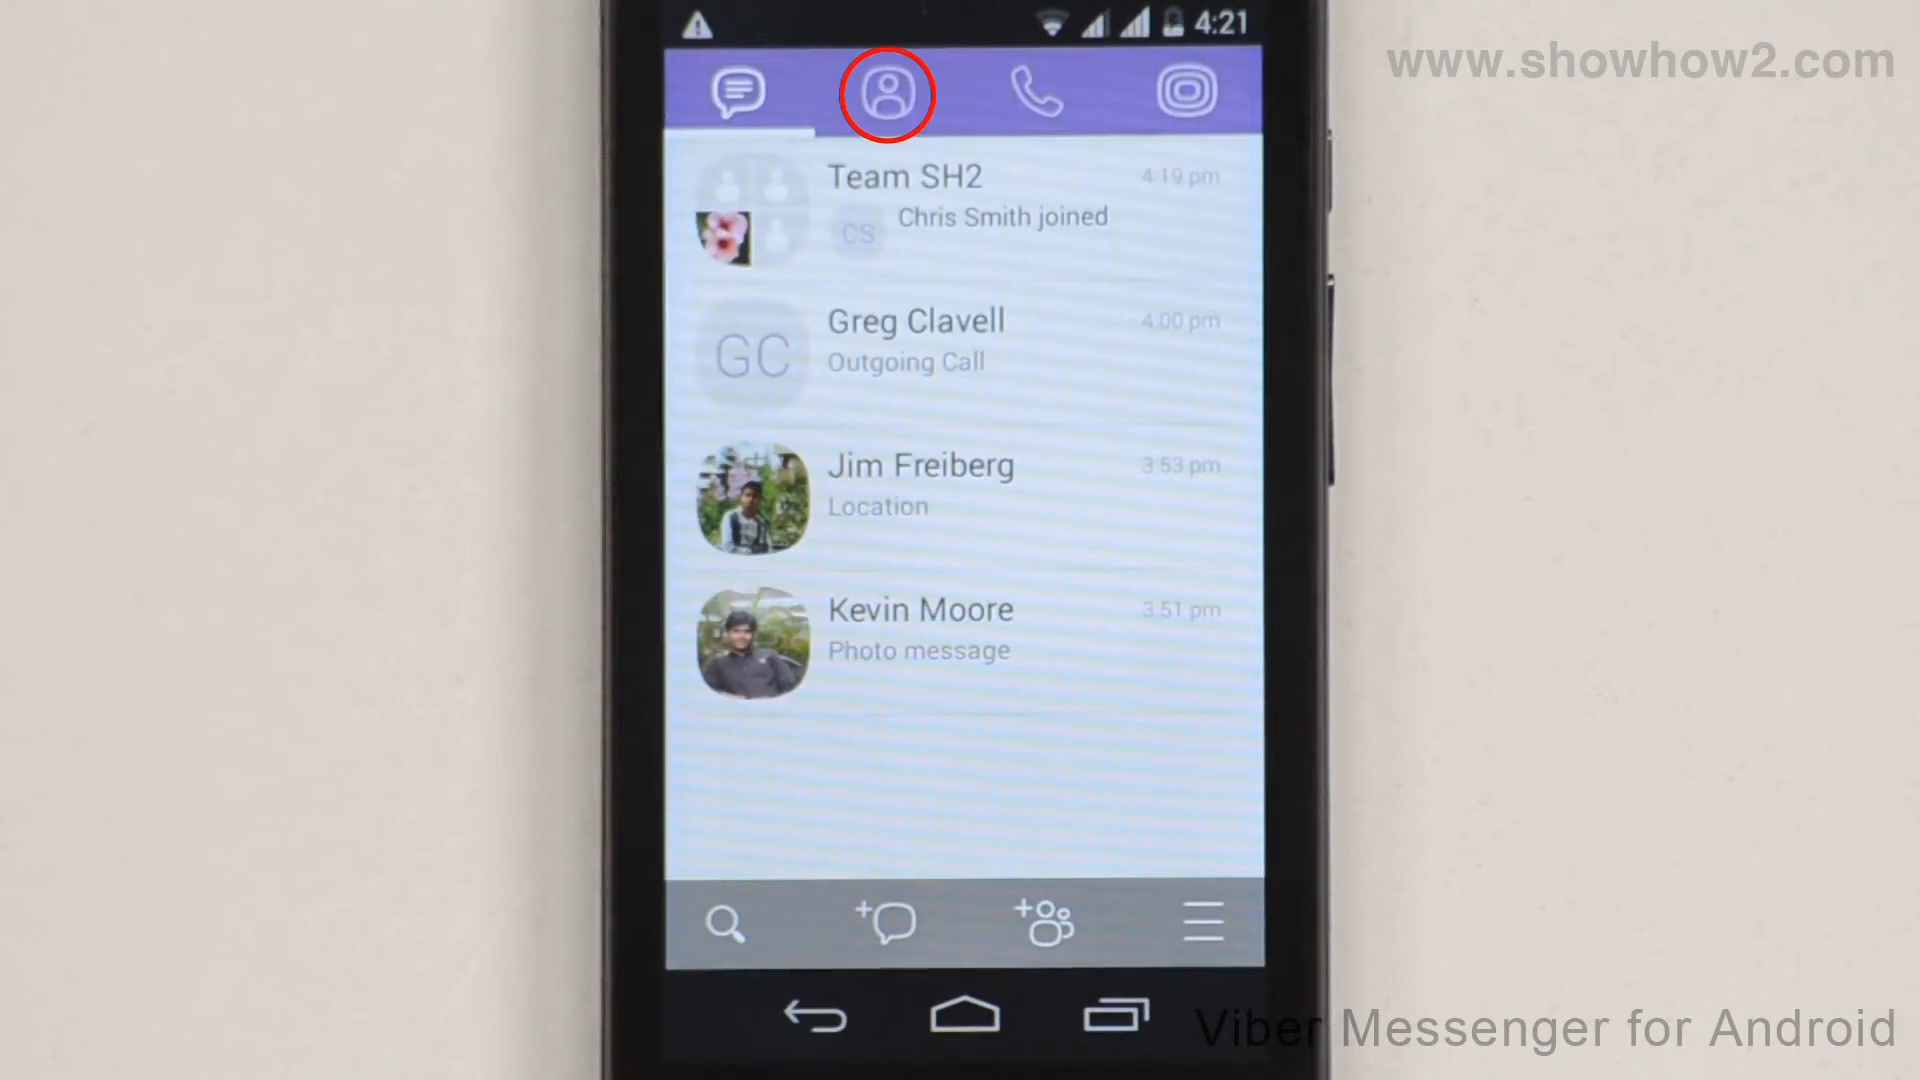 4:21
www.showhow2.com
Team SH2
4:19 pm
CS
Chris Smith joined
GC
Greg Clavell
4:00 pm
Outgoing Call
Jim Freiberg
3:53 pm
Location
Kevin Moore
3:51 pm
Photo message
Viber Messenger for Android